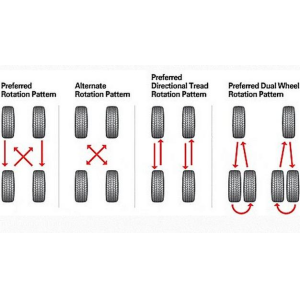 Preferred
Rotation Pattern
Alternate
Rotation Pattern
Preferred
Directional Tread
Rotation Pattern
Preferred Dual Wheel
Rotation Pattern